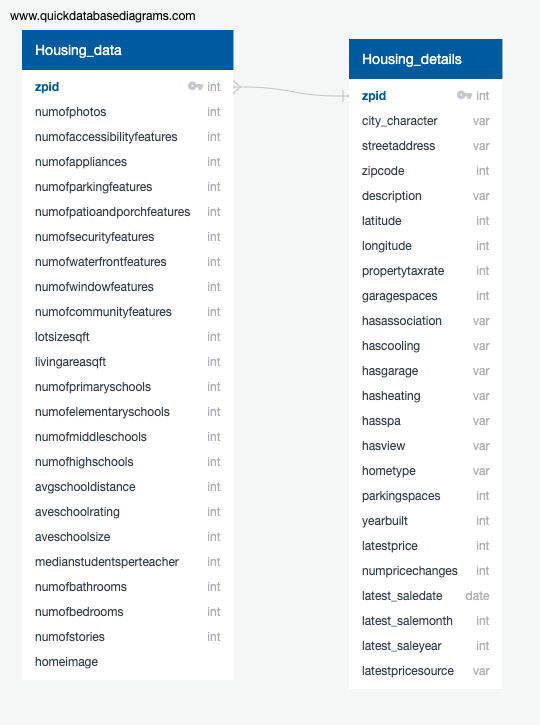 www.quickdatabasediagrams.com
Housing_data
zpid int
numofphotos int
numofaccessibilityfeatures int
numofappliances int
numofparkingfeatures int
numofpatioandporchfeatures int
numofsecurityfeatures int
numofwaterfrontfeatures int
numofwindowfeatures int
numofcommunityfeatures int
lotsizesqft int
livingareasqft int
numofprimaryschools int
numofelementaryschools int
numofmiddleschools int
numofhighschools int
avgschooldistance int
aveschoolrating int
aveschoolsize int
medianstudentsperteacher int
numofbathrooms int
numofbedrooms int
numofstories int
homeimage
Housing_details
zpid int
city_character var
streetaddress var
zipcode int
description var
latitude int
longitude int
propertytaxrate int
garagespaces int
hasassociation var
hascooling var
hasgarage var
hasheating var
hasspa var
hasview var
hometype var
parkingspaces int
yearbuilt int
latestprice int
numpricechanges int
latest_saledate date
latest_salemonth int
latest_saleyear int
latestpricesource var